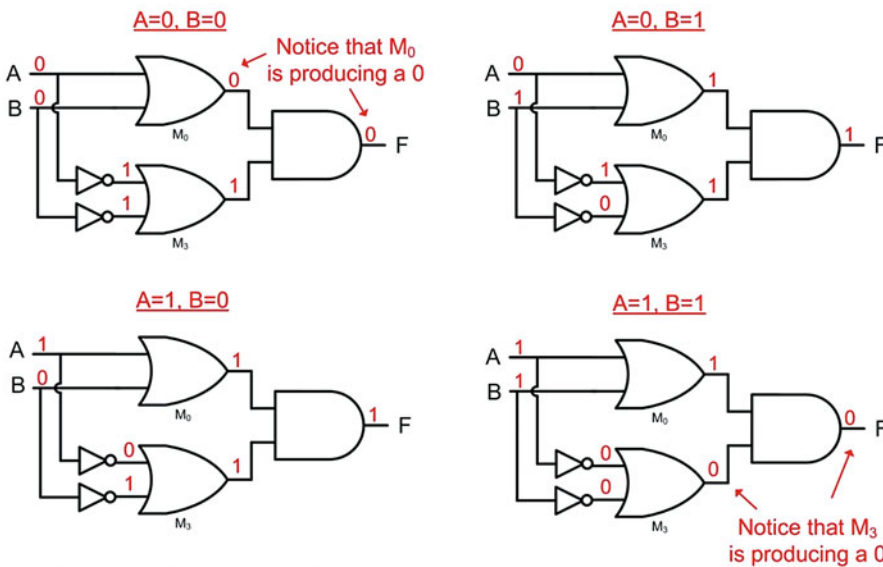 A=0, B=0
Notice that M₀
is producing a 0
A 0
B 0
0
M₀
0
F
1
1
1
M₃
A=0, B=1
A 0
B 1
1
M₀
1
F
1
0
1
M₃
A=1, B=0
A 1
B 0
1
M₀
1
F
0
1
1
M₃
A=1, B=1
A 1
B 1
1
M₀
0
F
0
0
0
M₃
Notice that M₃
is producing a 0